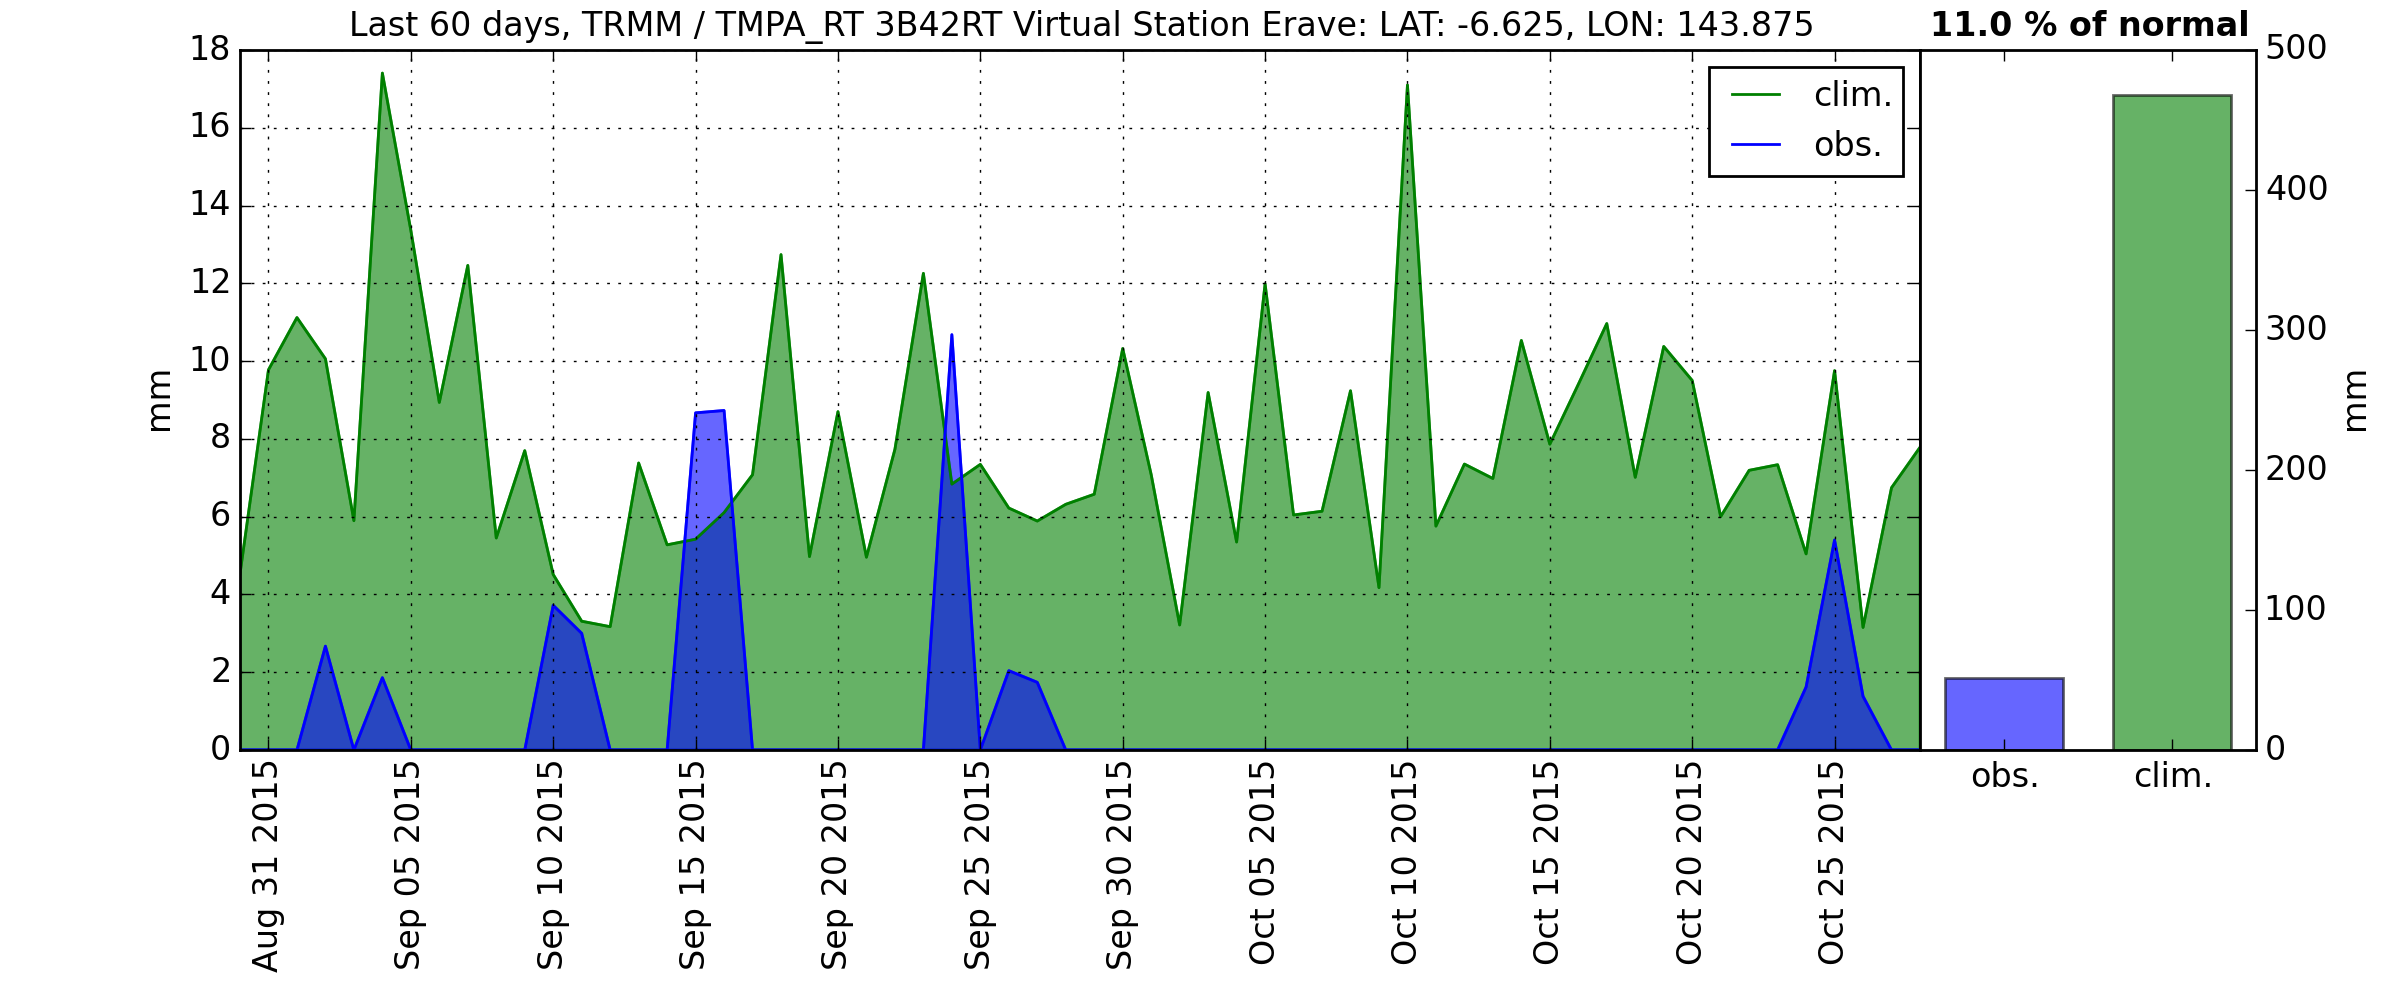 Last 60 days, TRMM / TMPA_RT 3B42RT Virtual Station Erave: LAT: -6.625, LON: 143.875
11.0 % of normal
18
16
14
12
10
8
6
4
2
0
mm
clim.
obs.
500
400
300
200
100
0
mm
Aug 31 2015
Sep 05 2015
Sep 10 2015
Sep 15 2015
Sep 20 2015
Sep 25 2015
Sep 30 2015
Oct 05 2015
Oct 10 2015
Oct 15 2015
Oct 20 2015
Oct 25 2015
obs.
clim.